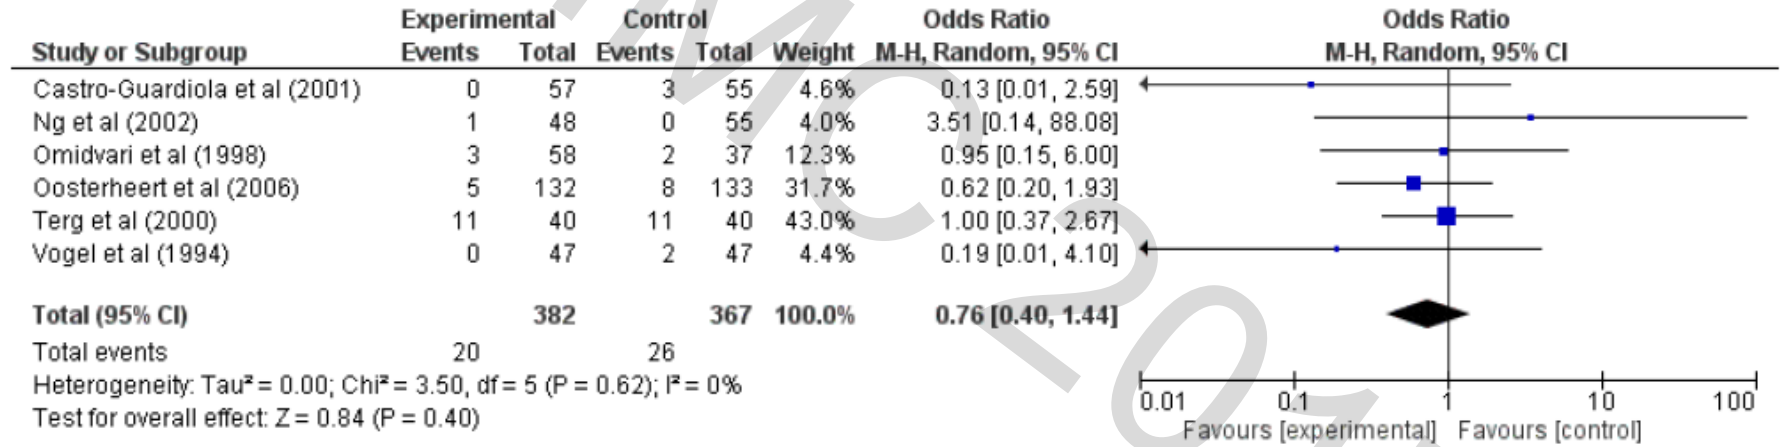 Experimental Control Odds Ratio Odds Ratio
Study or Subgroup Events Total Events Total Weight M-H, Random, 95% CI M-H, Random, 95% CI
Castro-Guardiola et al (2001) 0 57 3 55 4.6% 0.13 [0.01, 2.59]
Ng et al (2002) 1 48 0 55 4.0% 3.51 [0.14, 88.08]
Omidvari et al (1998) 3 58 2 37 12.3% 0.95 [0.15, 6.00]
Oosterheert et al (2006) 5 132 8 133 31.7% 0.62 [0.20, 1.93]
Terg et al (2000) 11 40 11 40 43.0% 1.00 [0.37, 2.67]
Vogel et al (1994) 0 47 2 47 4.4% 0.19 [0.01, 4.10]
Total (95% CI) 382 367 100.0% 0.76 [0.40, 1.44]
Total events 20 26
Heterogeneity: Tau² = 0.00; Chi² = 3.50, df = 5 (P = 0.62); I² = 0%
Test for overall effect: Z = 0.84 (P = 0.40)
0.01 0.1 1 10 100
Favours [experimental] Favours [control]